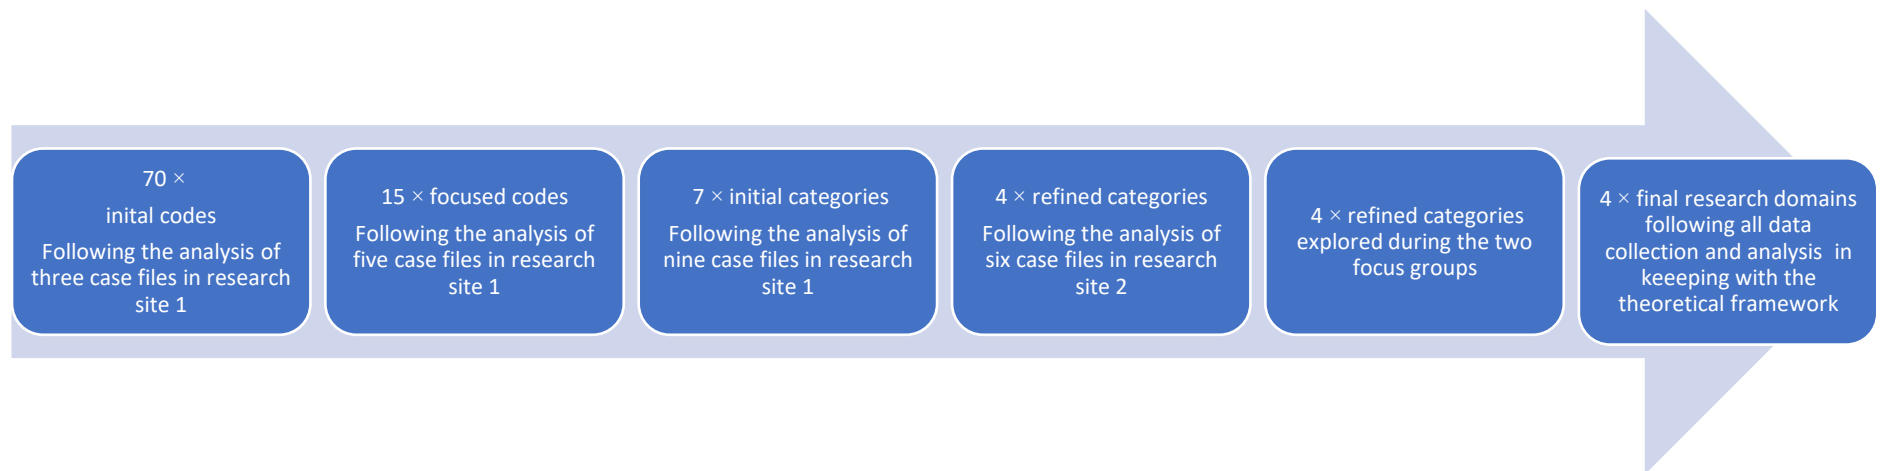 70 ×
inital codes
Following the analysis of
three case files in research
site 1
15 × focused codes
Following the analysis of
five case files in research
site 1
7 × initial categories
Following the analysis of
nine case files in research
site 1
4 × refined categories
Following the analysis of
six case files in research
site 2
4 × refined categories
explored during the two
focus groups
4 × final research domains
following all data
collection and analysis in
keeeping with the
theoretical framework